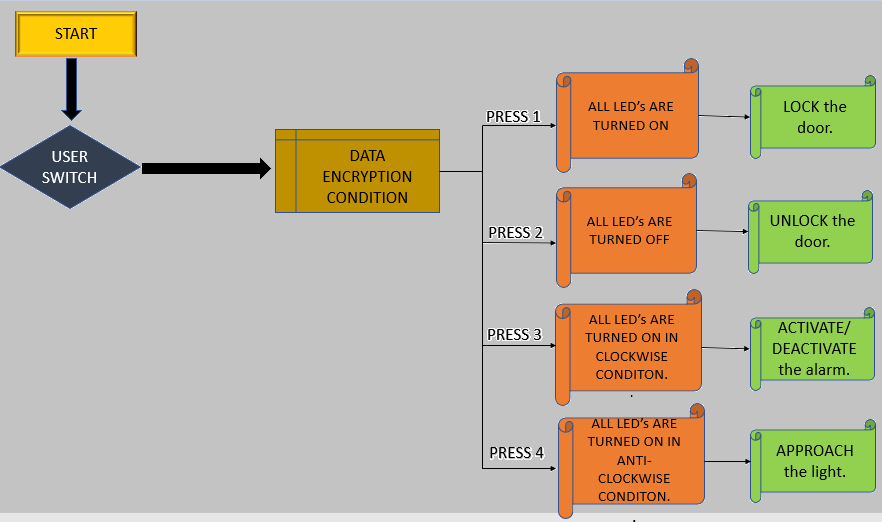 START
USER
SWITCH
DATA
ENCRYPTION
CONDITION
PRESS 1
ALL LED's ARE
TURNED ON
LOCK the
door.
PRESS 2
ALL LED's ARE
TURNED OFF
UNLOCK the
door.
PRESS 3
ALL LED's ARE
TURNED ON IN
CLOCKWISE
CONDITON.
.
ACTIVATE/
DEACTIVATE
the alarm.
PRESS 4
ALL LED's ARE
TURNED ON IN
ANTI-
CLOCKWISE
CONDITON.
.
APPROACH
the light.